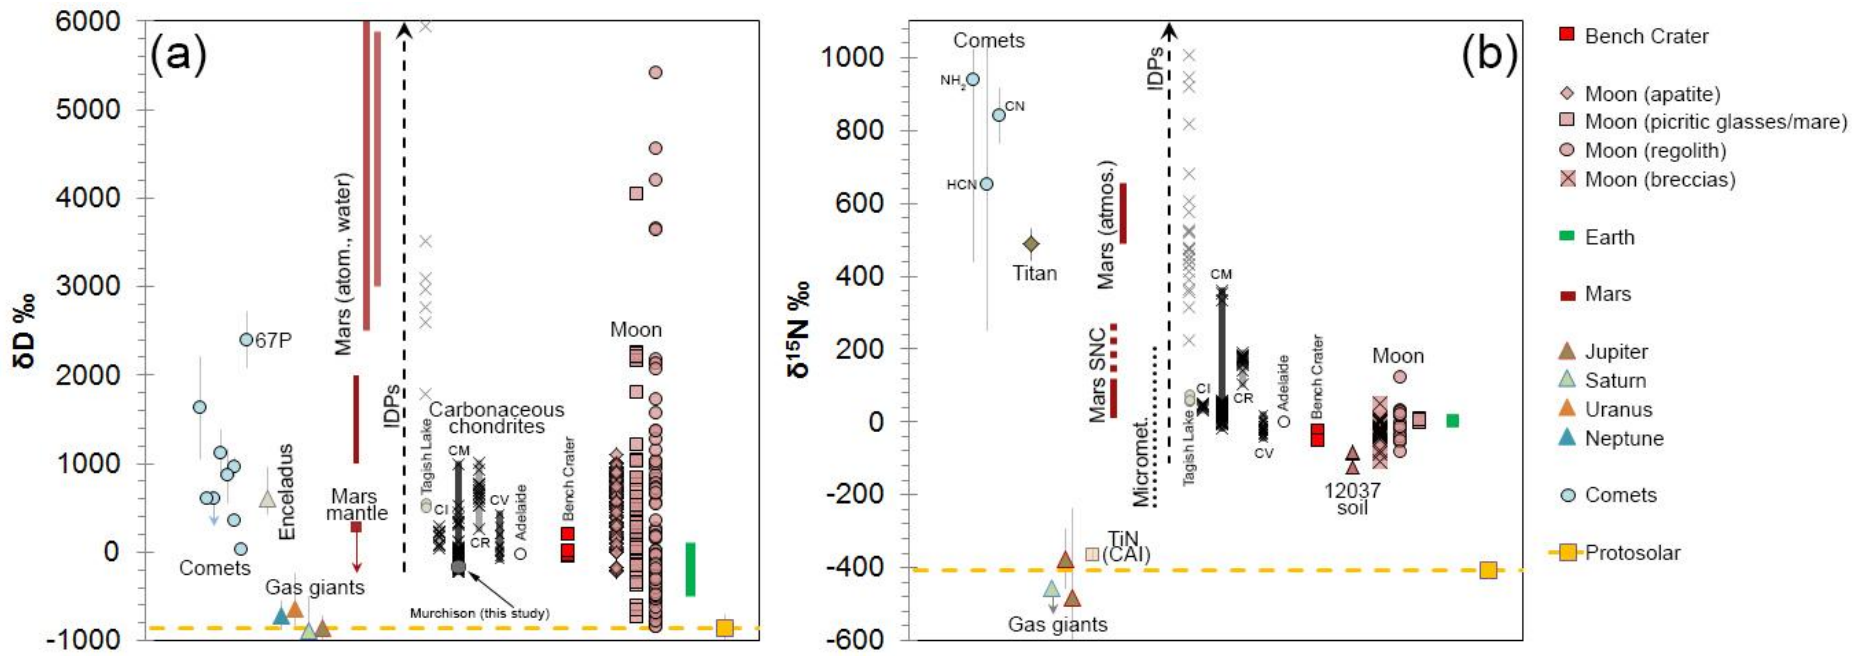 (a)
δD ‰
6000
5000
4000
3000
2000
1000
0
-1000
Comets
67P
Enceladus
Gas giants
Mars (atom., water)
Mars
mantle
IDPs
Carbonaceous
chondrites
Tagish Lake
CI
CM
CR
CV
Adelaide
Murchison (this study)
Bench Crater
Moon
(b)
δ¹⁵N ‰
1000
800
600
400
200
0
-200
-400
-600
Comets
NH₂
CN
HCN
Titan
Mars (atmos.)
Mars SNC
Micromet.
IDPs
Tagish Lake
CI
CM
CR
CV
Adelaide
Bench Crater
12037
soil
Moon
TiN
(CAI)
Gas giants
Bench Crater
Moon (apatite)
Moon (picritic glasses/mare)
Moon (regolith)
Moon (breccias)
Earth
Mars
Jupiter
Saturn
Uranus
Neptune
Comets
Protosolar